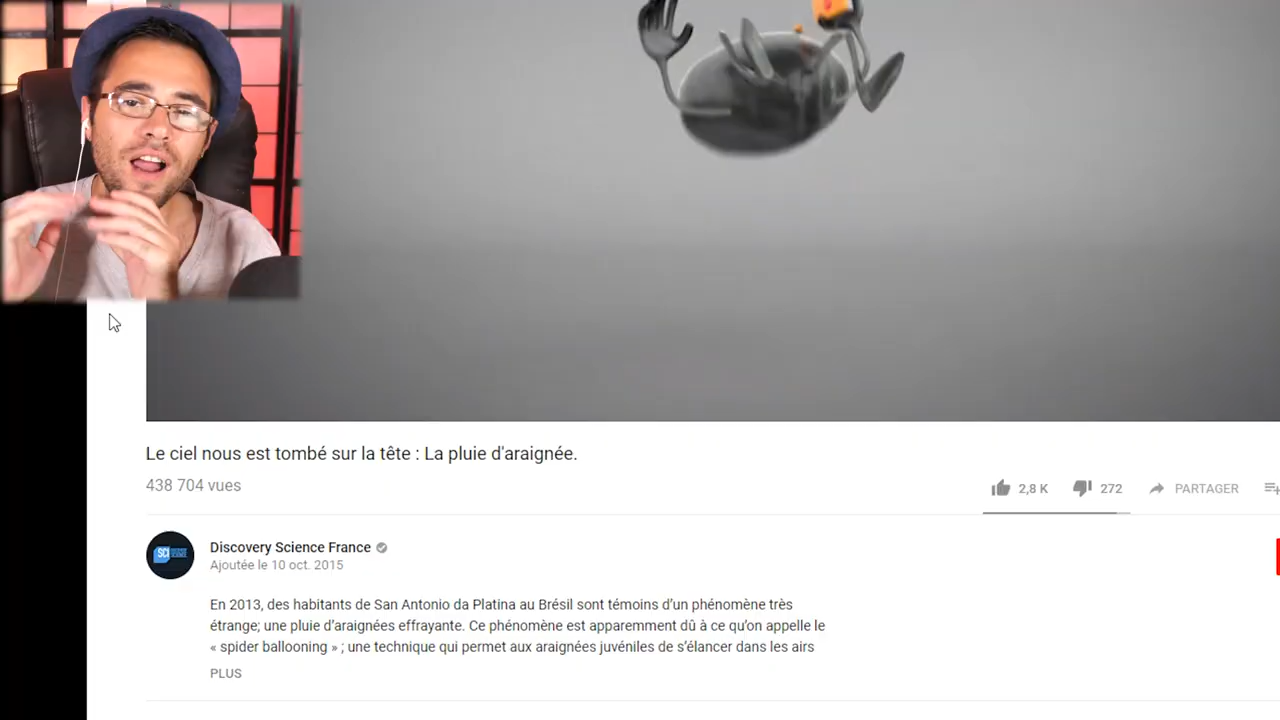 Le ciel nous est tombé sur la tête : La pluie d'araignée.
438 704 vues
2,8 K
272
PARTAGER
SCI
Discovery Science France
Ajoutée le 10 oct. 2015
En 2013, des habitants de San Antonio da Platina au Brésil sont témoins d'un phénomène très
étrange; une pluie d'araignées effrayante. Ce phénomène est apparemment dû à ce qu'on appelle le
« spider ballooning » ; une technique qui permet aux araignées juvéniles de s'élancer dans les airs
PLUS